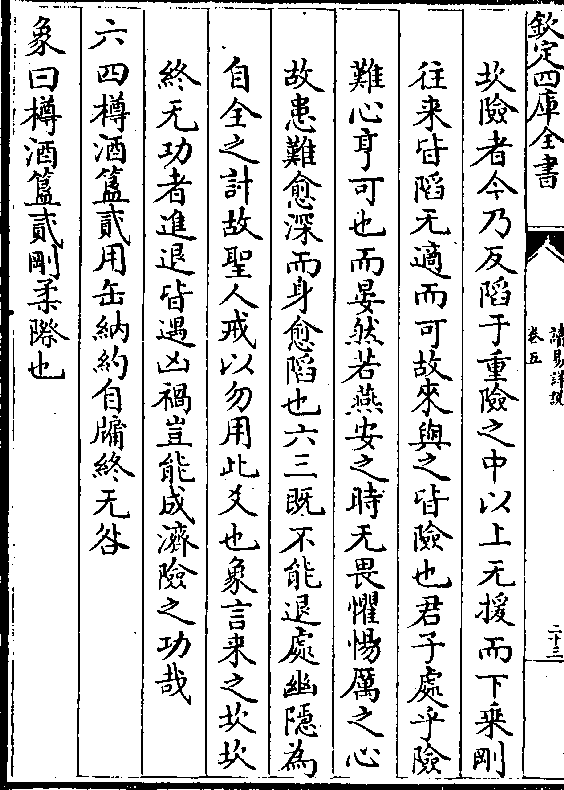 欽定四庫全書
讀易詳說
卷五
二十三
坎險者今乃反陷于重險之中以上无援而下乗剛
往来皆陷无適而可故來與之皆險也君子處乎險
難心亨可也而晏然若燕安之時无畏懼惕厲之心
故患難愈深而身愈陷也六三既不能退處幽隱為
自全之計故聖人戒以勿用此爻也象言来之坎坎
終无功者進退皆遇凶禍豈能成濟險之功哉
六四樽酒簋貳用缶納約自牖終无咎
象曰樽酒簋貳剛柔際也